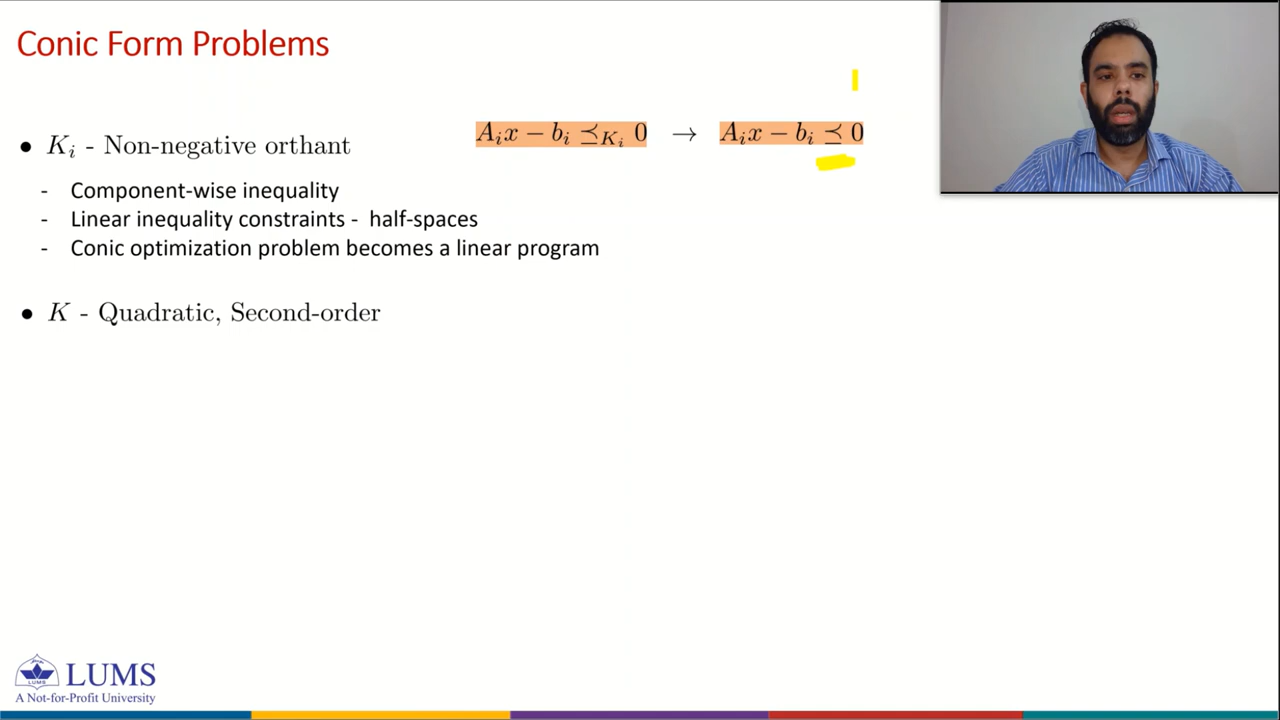 Conic Form Problems
• K_i - Non-negative orthant
A_i x − b_i ⪯_{K_i} 0 → A_i x − b_i ⪯ 0
- Component-wise inequality
- Linear inequality constraints - half-spaces
- Conic optimization problem becomes a linear program
• K - Quadratic, Second-order
LUMS
LUMS
A Not-for-Profit University